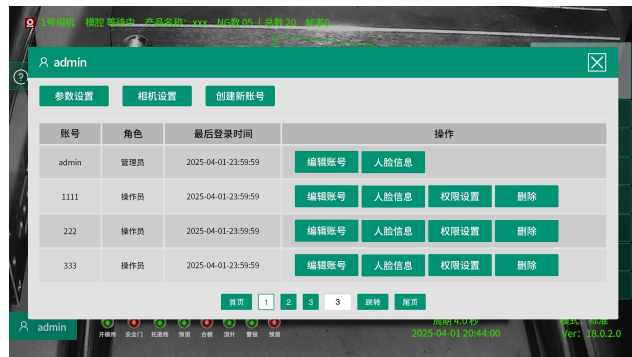 1号相机 模腔 等待中 产品名称: xxx NG数 05 | 总数 20 帧率0
?
admin
参数设置 相机设置 创建新账号
账号 角色 最后登录时间 操作
admin 管理员 2025-04-01-23:59:59 编辑账号 人脸信息
1111 操作员 2025-04-01-23:59:59 编辑账号 人脸信息 权限设置 删除
222 操作员 2025-04-01-23:59:59 编辑账号 人脸信息 权限设置 删除
333 操作员 2025-04-01-23:59:59 编辑账号 人脸信息 权限设置 删除
首页 1 2 3 3 跳转 尾页
admin
开模终 安全门 托退终 预留 合模 顶针 警报 预留
周期 4.0 秒
2025-04-01 20:44:00
模式: 标准
Ver: 18.0.2.0